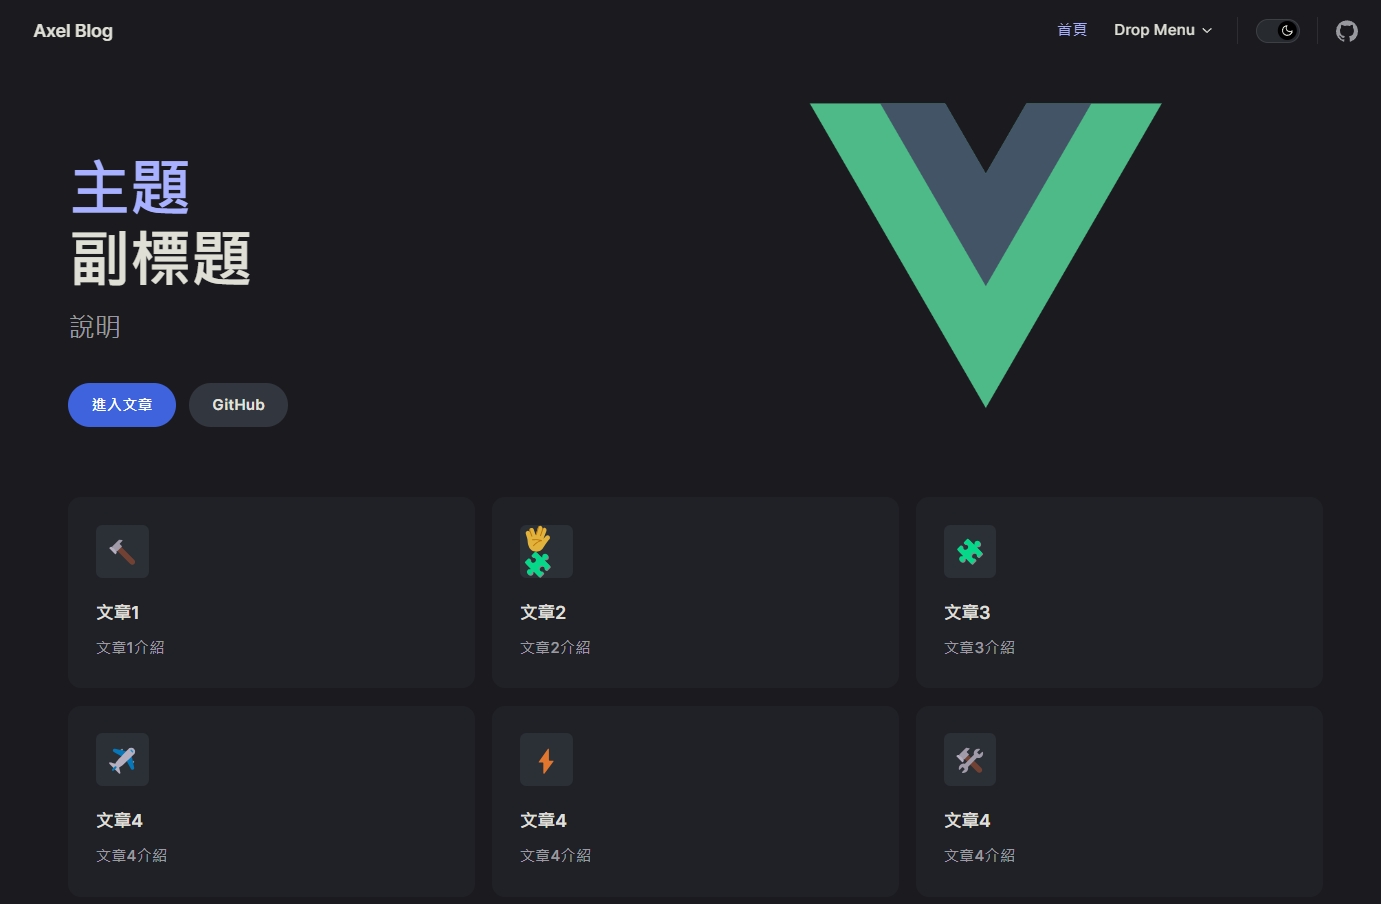 Axel Blog
首頁
Drop Menu
主題
副標題
說明
進入文章
GitHub
文章1
文章1介紹
文章2
文章2介紹
文章3
文章3介紹
文章4
文章4介紹
文章4
文章4介紹
文章4
文章4介紹